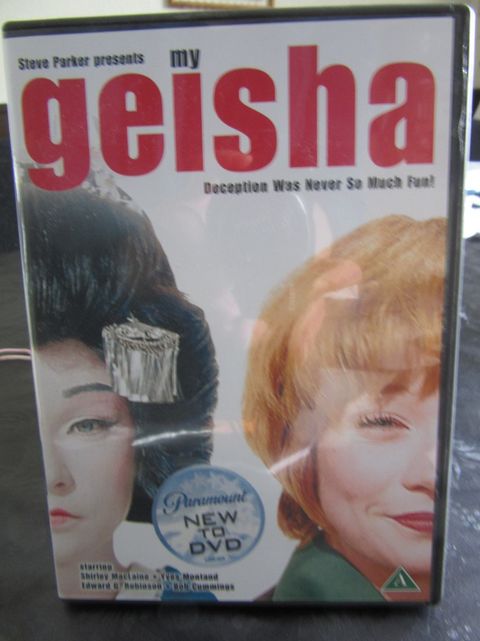 Steve Parker presents
my
geisha
Deception Was Never So Much Fun!
Paramount
NEW
TO
DVD
starring
Shirley MacLaine • Yves Montand
Edward G. Robinson • Bob Cummings